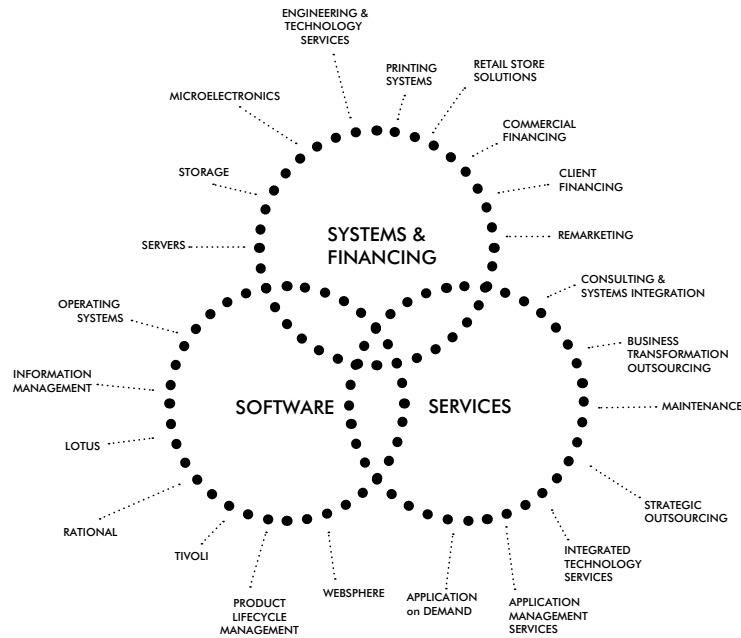 ENGINEERING &
TECHNOLOGY
SERVICES
PRINTING
SYSTEMS
RETAIL STORE
SOLUTIONS
MICROELECTRONICS
COMMERCIAL
FINANCING
STORAGE
CLIENT
FINANCING
SERVERS
SYSTEMS &
FINANCING
REMARKETING
CONSULTING &
SYSTEMS INTEGRATION
OPERATING
SYSTEMS
BUSINESS
TRANSFORMATION
OUTSOURCING
INFORMATION
MANAGEMENT
SOFTWARE
SERVICES
MAINTENANCE
LOTUS
STRATEGIC
OUTSOURCING
RATIONAL
TIVOLI
INTEGRATED
TECHNOLOGY
SERVICES
PRODUCT
LIFECYCLE
MANAGEMENT
WEBSPHERE
APPLICATION
on DEMAND
APPLICATION
MANAGEMENT
SERVICES